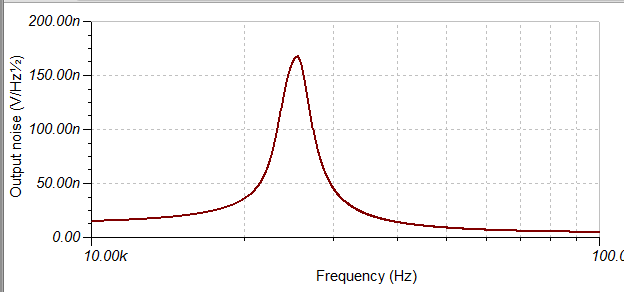 200.00n
150.00n
100.00n
50.00n
0.00
Output noise (V/Hz½)
10.00k
100.0
Frequency (Hz)